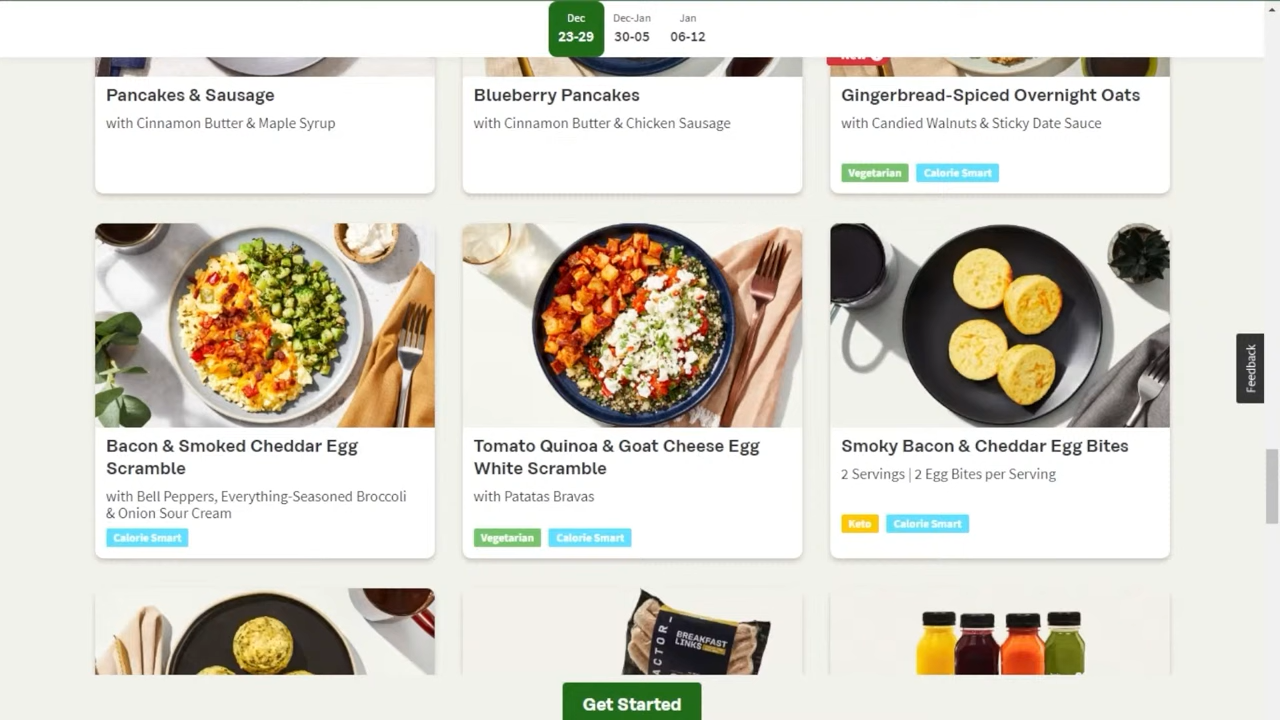 Dec
23-29
Dec-Jan
30-05
Jan
06-12
Pancakes & Sausage
with Cinnamon Butter & Maple Syrup
Blueberry Pancakes
with Cinnamon Butter & Chicken Sausage
Gingerbread-Spiced Overnight Oats
with Candied Walnuts & Sticky Date Sauce
Vegetarian
Calorie Smart
Bacon & Smoked Cheddar Egg
Scramble
with Bell Peppers, Everything-Seasoned Broccoli
& Onion Sour Cream
Calorie Smart
Tomato Quinoa & Goat Cheese Egg
White Scramble
with Patatas Bravas
Vegetarian
Calorie Smart
Smoky Bacon & Cheddar Egg Bites
2 Servings | 2 Egg Bites per Serving
Keto
Calorie Smart
Feedback
BREAKFAST
LINKS
Get Started